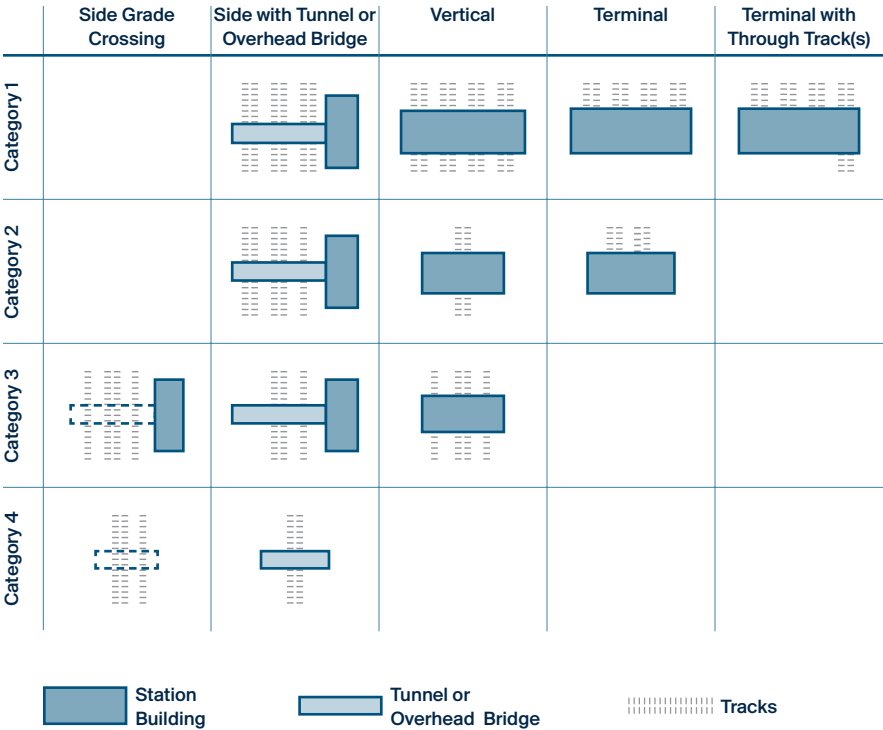 Side Grade
Crossing
Side with Tunnel or
Overhead Bridge
Vertical
Terminal
Terminal with
Through Track(s)
Category 1
Category 2
Category 3
Category 4
Station
Building
Tunnel or
Overhead Bridge
Tracks